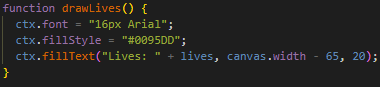 function drawLives() {
  ctx.font = "16px Arial";
  ctx.fillStyle = "#0095DD";
  ctx.fillText("Lives: " + lives, canvas.width - 65, 20);
}